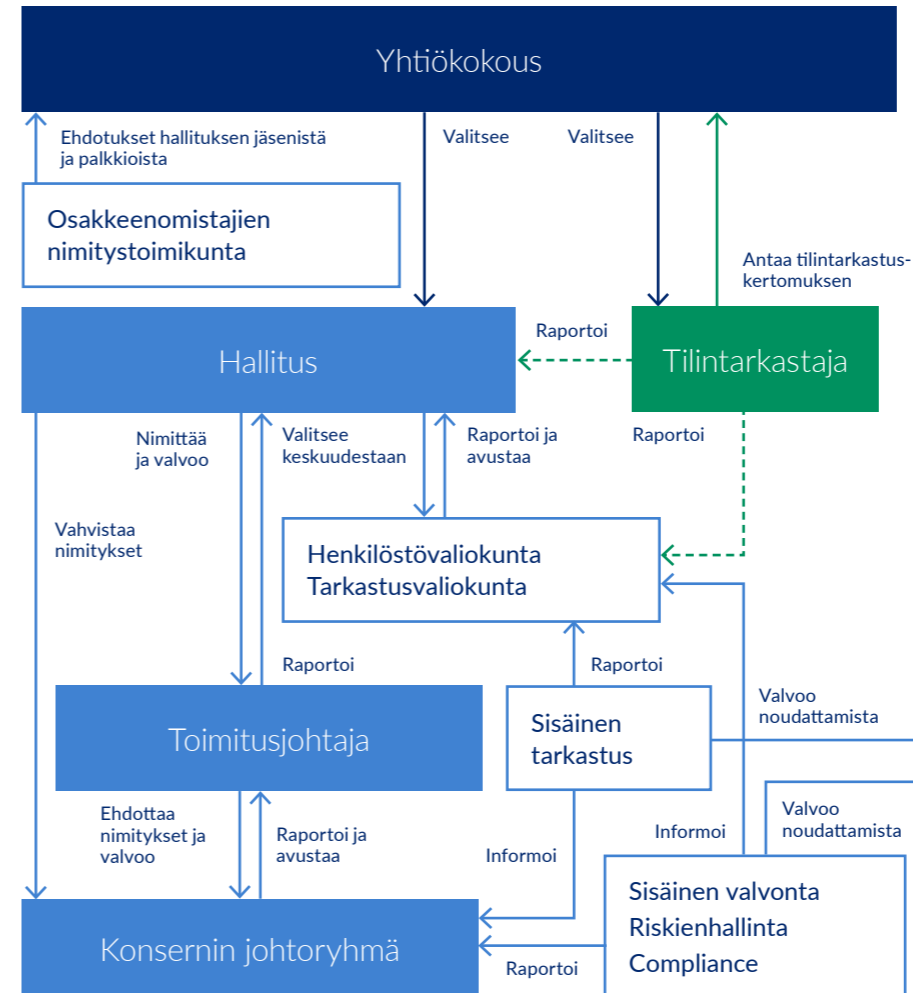 Yhtiökokous
Ehdotukset hallituksen jäsenistä
ja palkkioista
Valitsee
Valitsee
Osakkeenomistajien
nimitystoimikunta
Antaa tilintarkastus-
kertomuksen
Hallitus
Raportoi
Tilintarkastaja
Nimittää
ja valvoo
Valitsee
keskuudestaan
Raportoi ja
avustaa
Raportoi
Vahvistaa
nimitykset
Henkilöstövaliokunta
Tarkastusvaliokunta
Raportoi
Raportoi
Toimitusjohtaja
Sisäinen
tarkastus
Valvoo
noudattamista
Ehdottaa
nimitykset ja
valvoo
Raportoi ja
avustaa
Informoi
Informoi
Valvoo
noudattamista
Konsernin johtoryhmä
Raportoi
Sisäinen valvonta
Riskienhallinta
Compliance